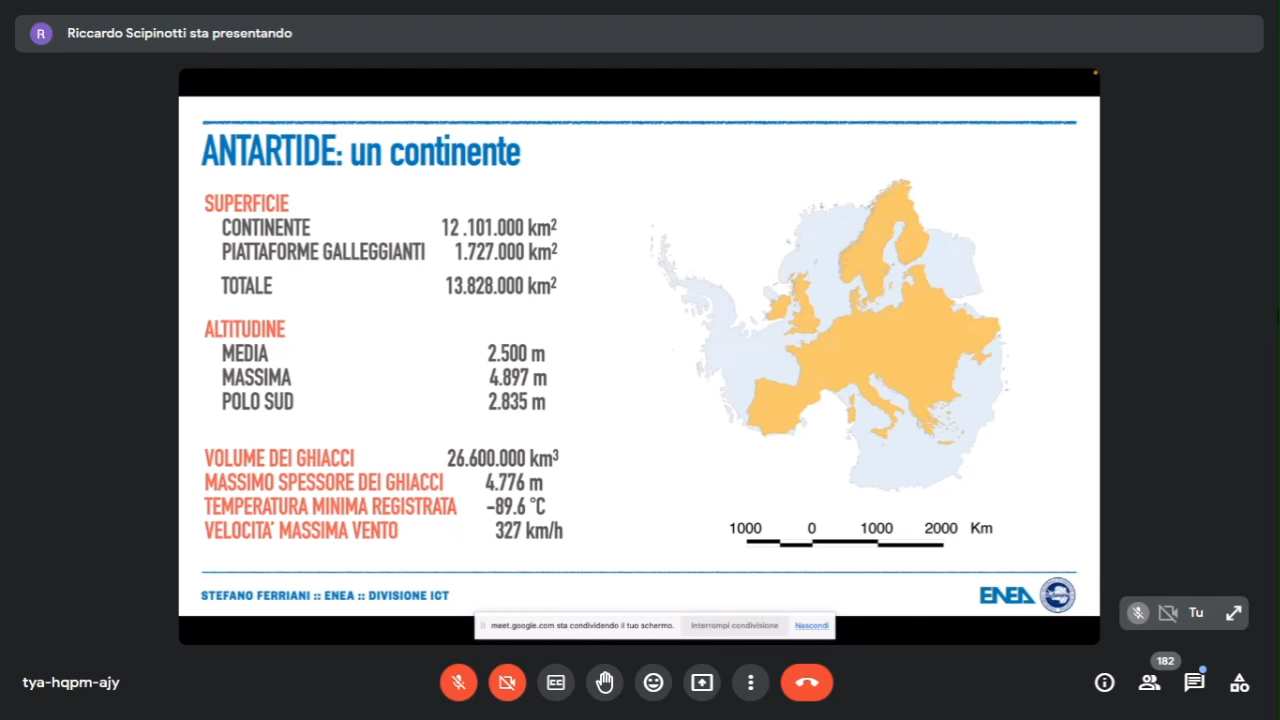 R Riccardo Scipinotti sta presentando
ANTARTIDE: un continente
SUPERFICIE
CONTINENTE 12 .101.000 km²
PIATTAFORME GALLEGGIANTI 1.727.000 km²
TOTALE 13.828.000 km²
ALTITUDINE
MEDIA 2.500 m
MASSIMA 4.897 m
POLO SUD 2.835 m
VOLUME DEI GHIACCI 26.600.000 km³
MASSIMO SPESSORE DEI GHIACCI 4.776 m
TEMPERATURA MINIMA REGISTRATA -89.6 °C
VELOCITA' MASSIMA VENTO 327 km/h
1000 0 1000 2000 Km
STEFANO FERRIANI :: ENEA :: DIVISIONE ICT
ENEA
meet.google.com sta condividendo il tuo schermo. Interrompi condivisione Nascondi
Tu
tya-hqpm-ajy
CC
182